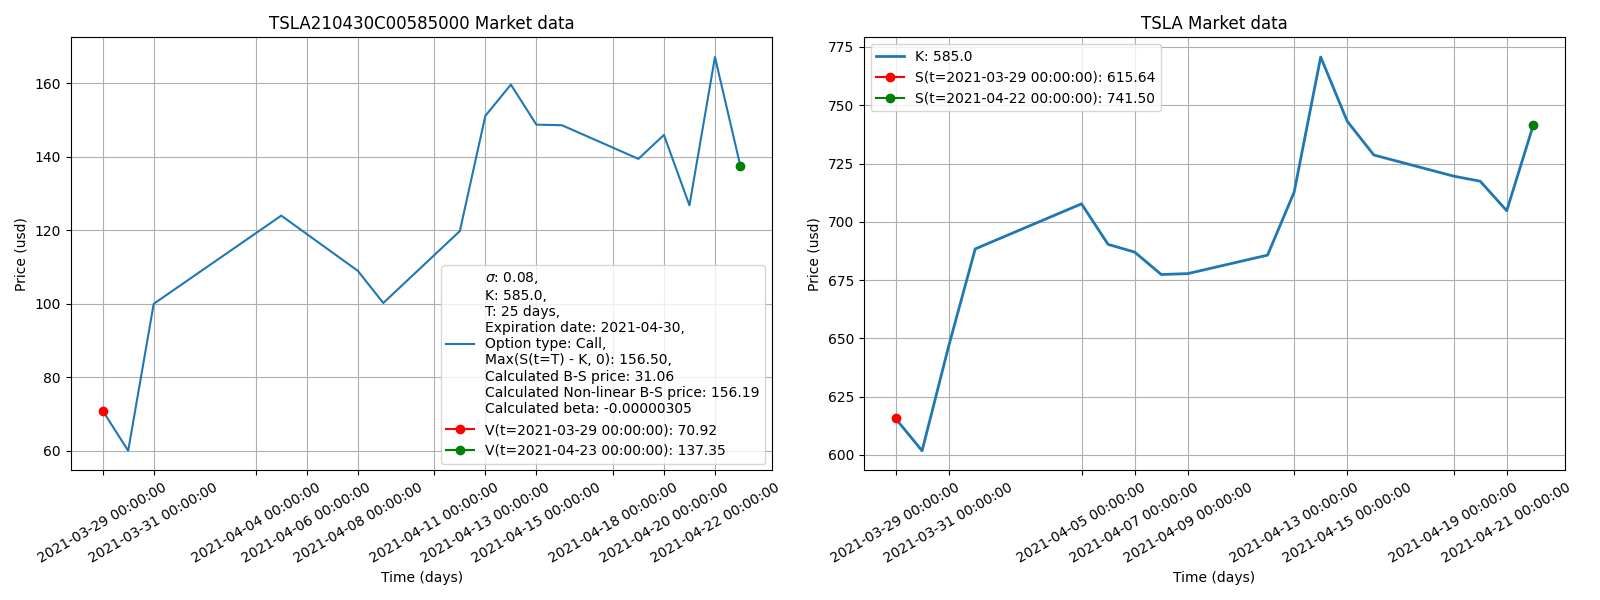 TSLA210430C00585000 Market data
Price (usd)
160
140
120
100
80
60
σ: 0.08,
K: 585.0,
T: 25 days,
Expiration date: 2021-04-30,
Option type: Call,
Max(S(t=T) - K, 0): 156.50,
Calculated B-S price: 31.06
Calculated Non-linear B-S price: 156.19
Calculated beta: -0.00000305
V(t=2021-03-29 00:00:00): 70.92
V(t=2021-04-23 00:00:00): 137.35
2021-03-29 00:00:00
2021-03-31 00:00:00
2021-04-04 00:00:00
2021-04-06 00:00:00
2021-04-08 00:00:00
2021-04-11 00:00:00
2021-04-13 00:00:00
2021-04-15 00:00:00
2021-04-18 00:00:00
2021-04-20 00:00:00
2021-04-22 00:00:00
Time (days)
TSLA Market data
Price (usd)
775
750
725
700
675
650
625
600
K: 585.0
S(t=2021-03-29 00:00:00): 615.64
S(t=2021-04-22 00:00:00): 741.50
2021-03-29 00:00:00
2021-03-31 00:00:00
2021-04-05 00:00:00
2021-04-07 00:00:00
2021-04-09 00:00:00
2021-04-13 00:00:00
2021-04-15 00:00:00
2021-04-19 00:00:00
2021-04-21 00:00:00
Time (days)